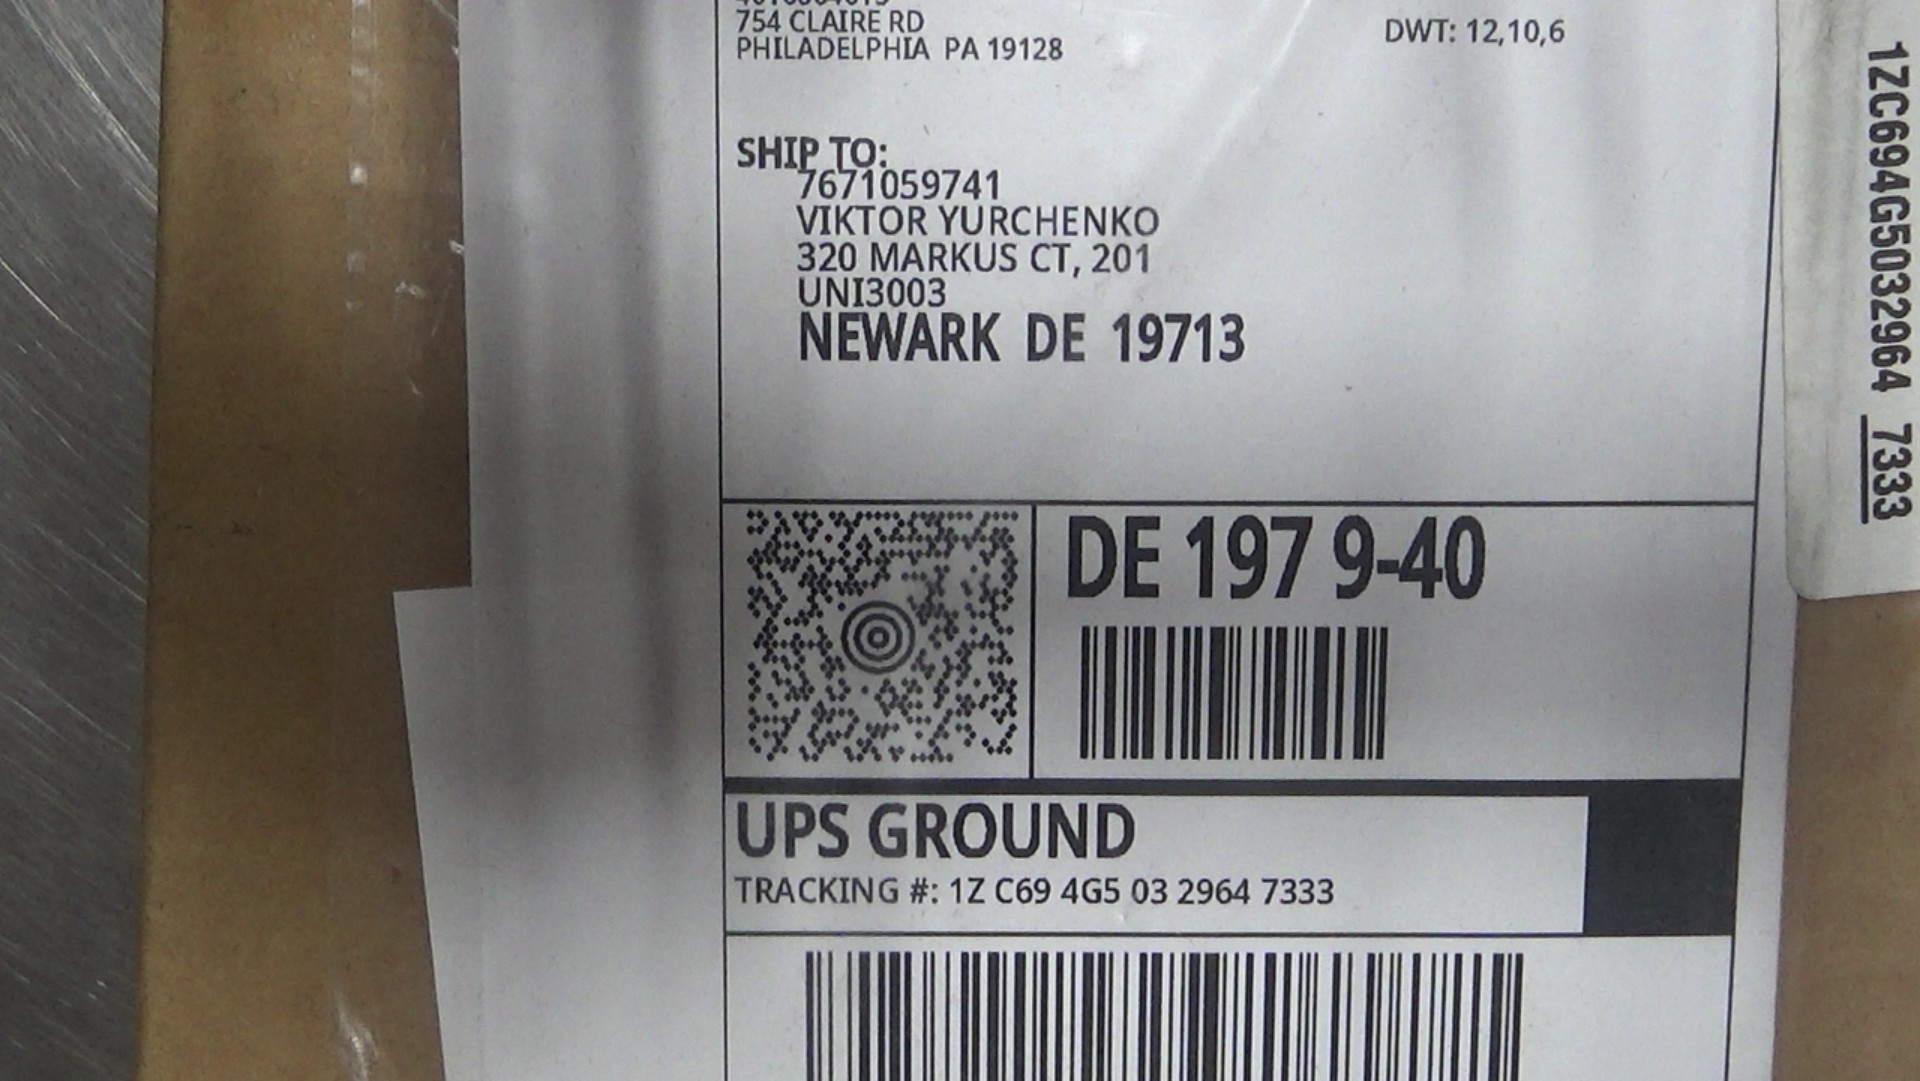 754 CLAIRE RD
PHILADELPHIA PA 19128
DWT: 12,10,6
SHIP TO:
7671059741
VIKTOR YURCHENKO
320 MARKUS CT, 201
UNI3003
NEWARK DE 19713
DE 197 9-40
UPS GROUND
TRACKING #: 1Z C69 4G5 03 2964 7333
1ZC694G5032964 7333